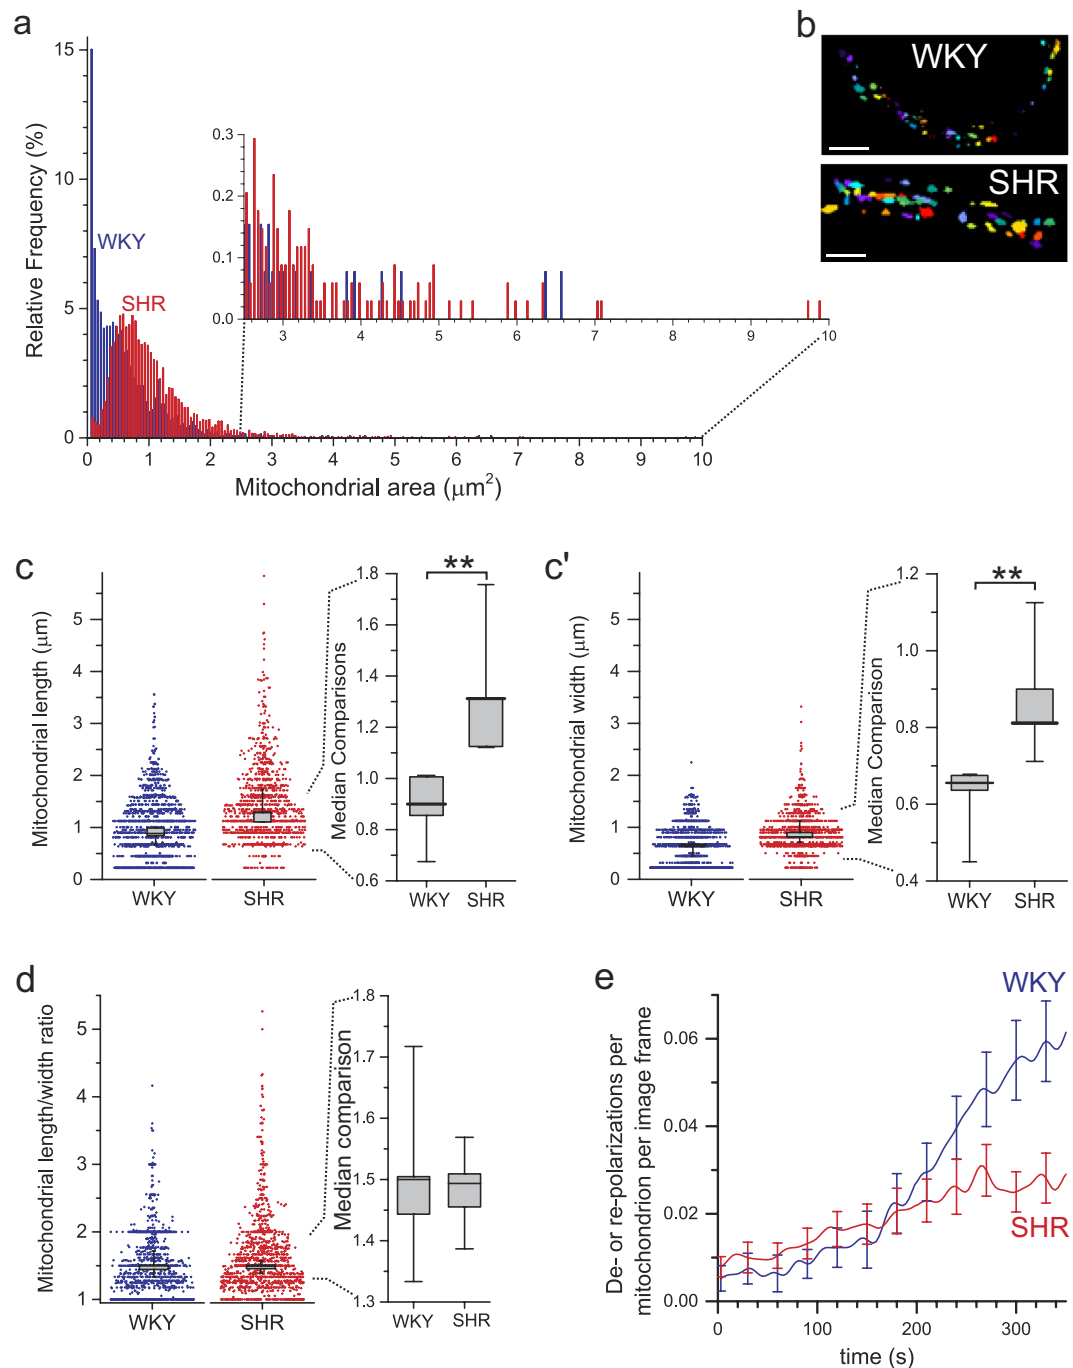 a
Relative Frequency (%)
15
10
5
0
WKY
SHR
0 1 2 3 4 5 6 7 8 9 10
Mitochondrial area (μm²)
0.3
0.2
0.1
0.0
3 4 5 6 7 8 9 10
b
WKY
SHR
c
Mitochondrial length (μm)
5
4
3
2
1
0
WKY SHR
Median Comparisons
1.8
1.6
1.4
1.2
1.0
0.8
0.6
**
WKY SHR
c'
Mitochondrial width (μm)
5
4
3
2
1
0
WKY SHR
Median Comparison
1.2
1.0
0.8
0.6
0.4
**
WKY SHR
d
Mitochondrial length/width ratio
5
4
3
2
1
WKY SHR
Median comparison
1.8
1.7
1.6
1.5
1.4
1.3
WKY SHR
e
De- or re-polarizations per
mitochondrion per image frame
0.06
0.04
0.02
0.00
WKY
SHR
0 100 200 300
time (s)